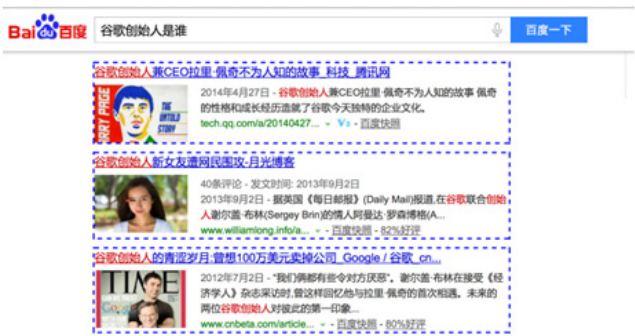 Bai du 百度 谷歌创始人是谁 百度一下
谷歌创始人兼CEO拉里·佩奇不为人知的故事_科技_腾讯网
2014年4月27日 - 谷歌创始人兼CEO拉里·佩奇不为人知的故事 佩奇
的性格和成长经历造就了谷歌今天独特的企业文化。
tech.qq.com/a/20140427... - V3 - 百度快照
LARRY PAGE
THE
UNTOLD
STORY
谷歌创始人新女友遭网民围攻-月光博客
40条评论 - 发文时间: 2013年9月2日
2013年9月2日 - 据英国《每日邮报》(Daily Mail)报道,在谷歌联合创始
人谢尔盖·布林(Sergey Brin)的情人阿曼达·罗森博格(A...
www.williamlong.info/a... - 百度快照 - 82%好评
谷歌创始人的青涩岁月:曾想100万美元卖掉公司_Google / 谷歌_cn...
2012年7月2日 - “我们俩都有些令对方厌恶”。谢尔盖·布林在接受《经
济学人》杂志采访时,曾这样回忆他与拉里·佩奇的首次相遇。未来的
两位谷歌创始人对彼此的第一印象...
www.cnbeta.com/article... - 百度快照 - 80%好评
TIME
Google